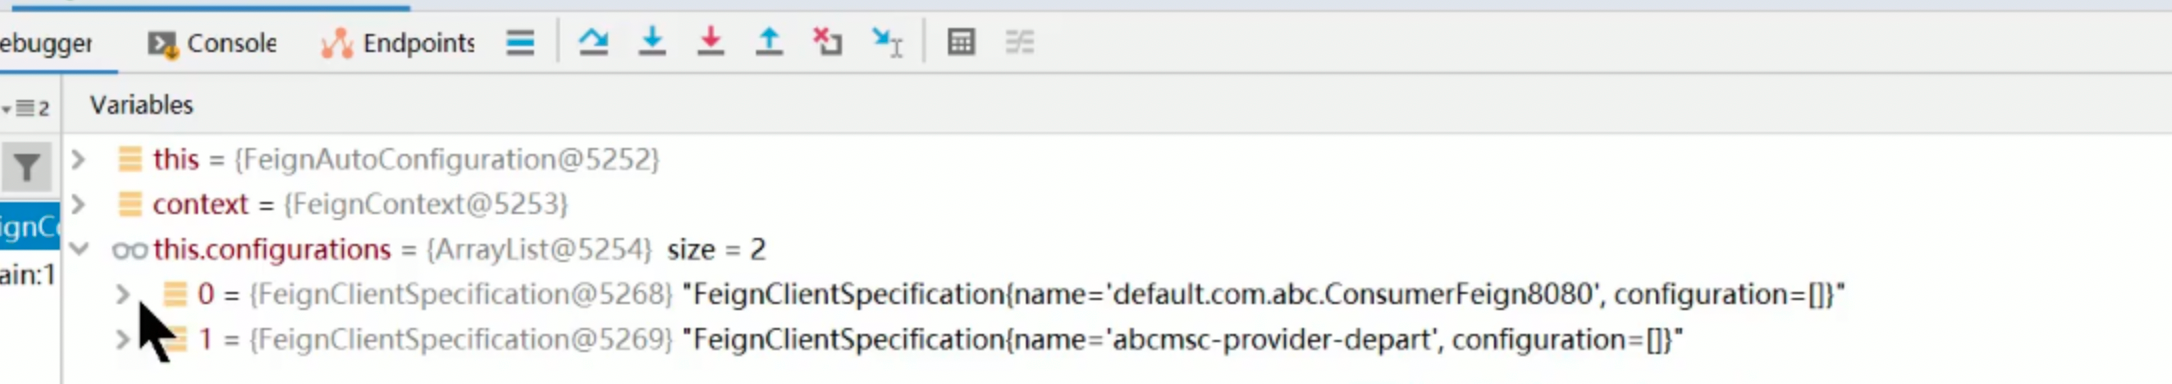 ebugger Console Endpoints
2 Variables
this = {FeignAutoConfiguration@5252}
context = {FeignContext@5253}
ignCo
this.configurations = {ArrayList@5254} size = 2
ain:1
0 = {FeignClientSpecification@5268} "FeignClientSpecification{name='default.com.abc.ConsumerFeign8080', configuration=[]}"
1 = {FeignClientSpecification@5269} "FeignClientSpecification{name='abcmsc-provider-depart', configuration=[]}"